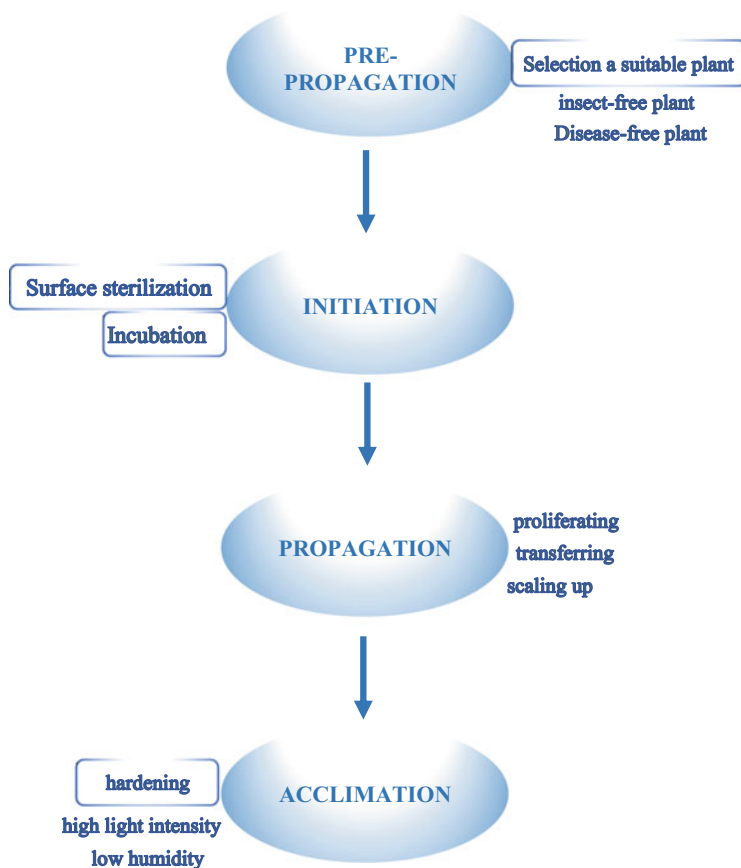 PRE-
PROPAGATION
Selection a suitable plant
insect-free plant
Disease-free plant
Surface sterilization
Incubation
INITIATION
PROPAGATION
proliferating
transferring
scaling up
hardening
high light intensity
low humidity
ACCLIMATION